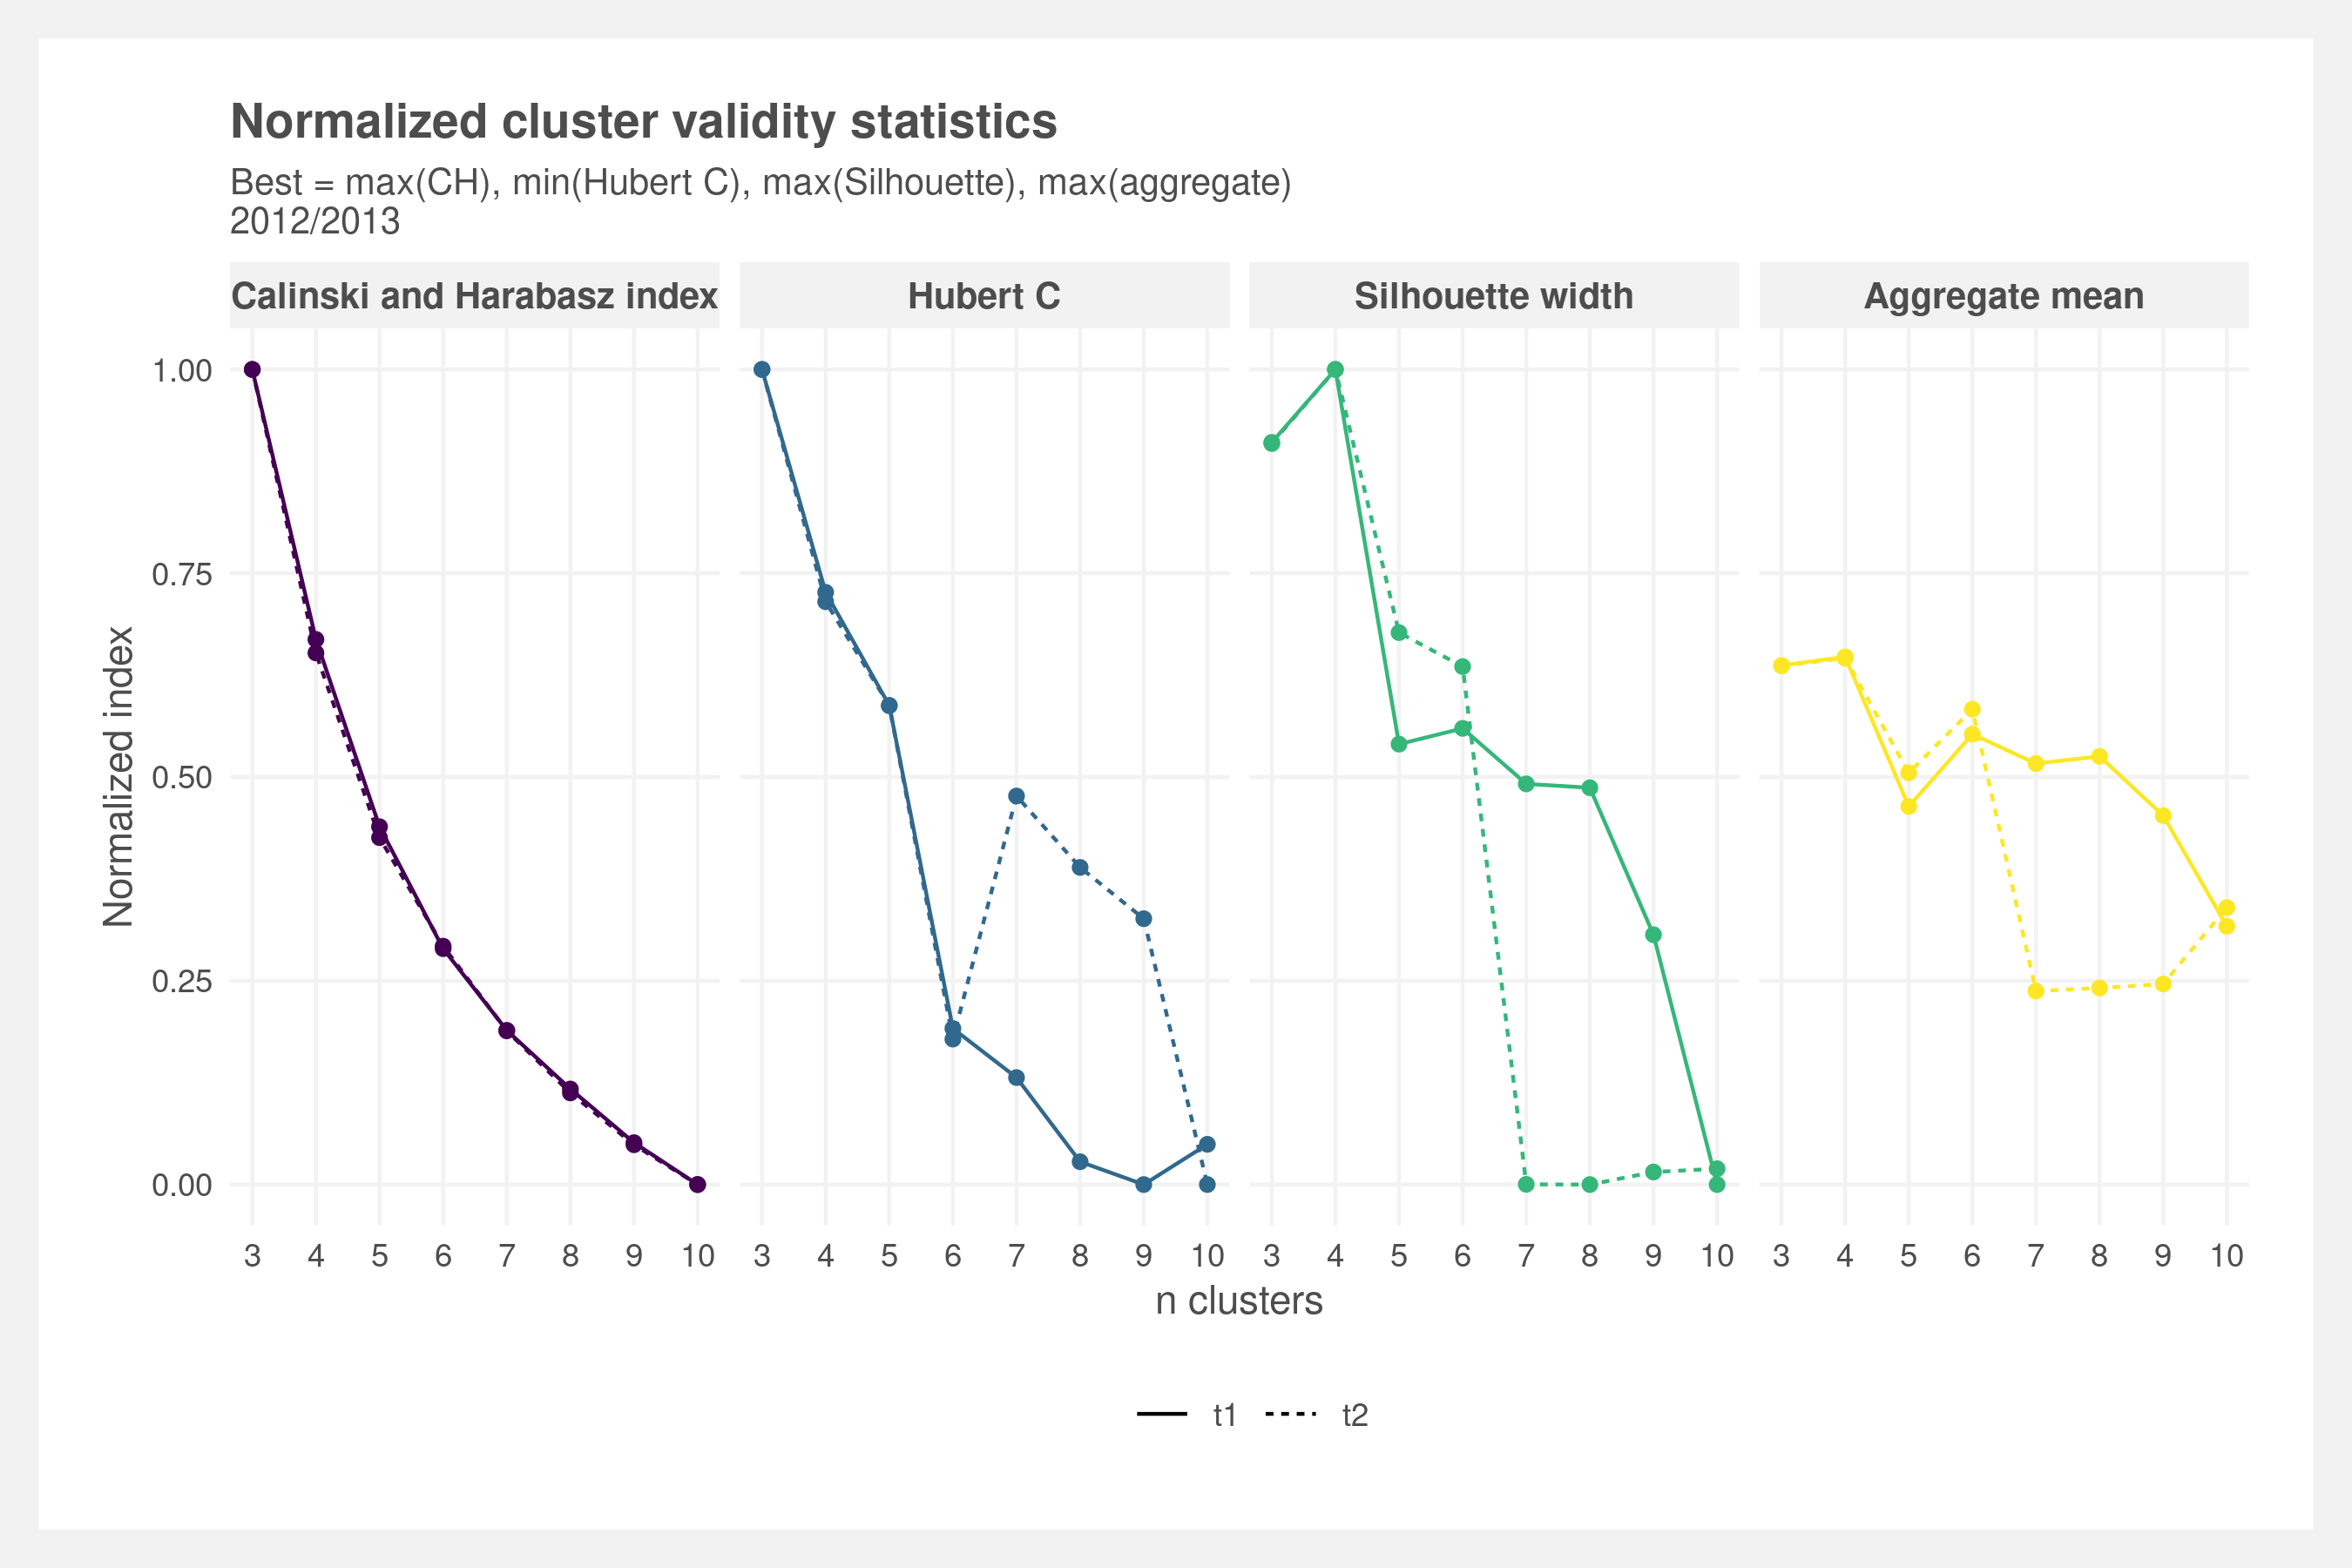 Normalized cluster validity statistics
Best = max(CH), min(Hubert C), max(Silhouette), max(aggregate)
2012/2013
Calinski and Harabasz index
Hubert C
Silhouette width
Aggregate mean
Normalized index
1.00
0.75
0.50
0.25
0.00
3 4 5 6 7 8 9 10
3 4 5 6 7 8 9 10
3 4 5 6 7 8 9 10
3 4 5 6 7 8 9 10
n clusters
t1 t2